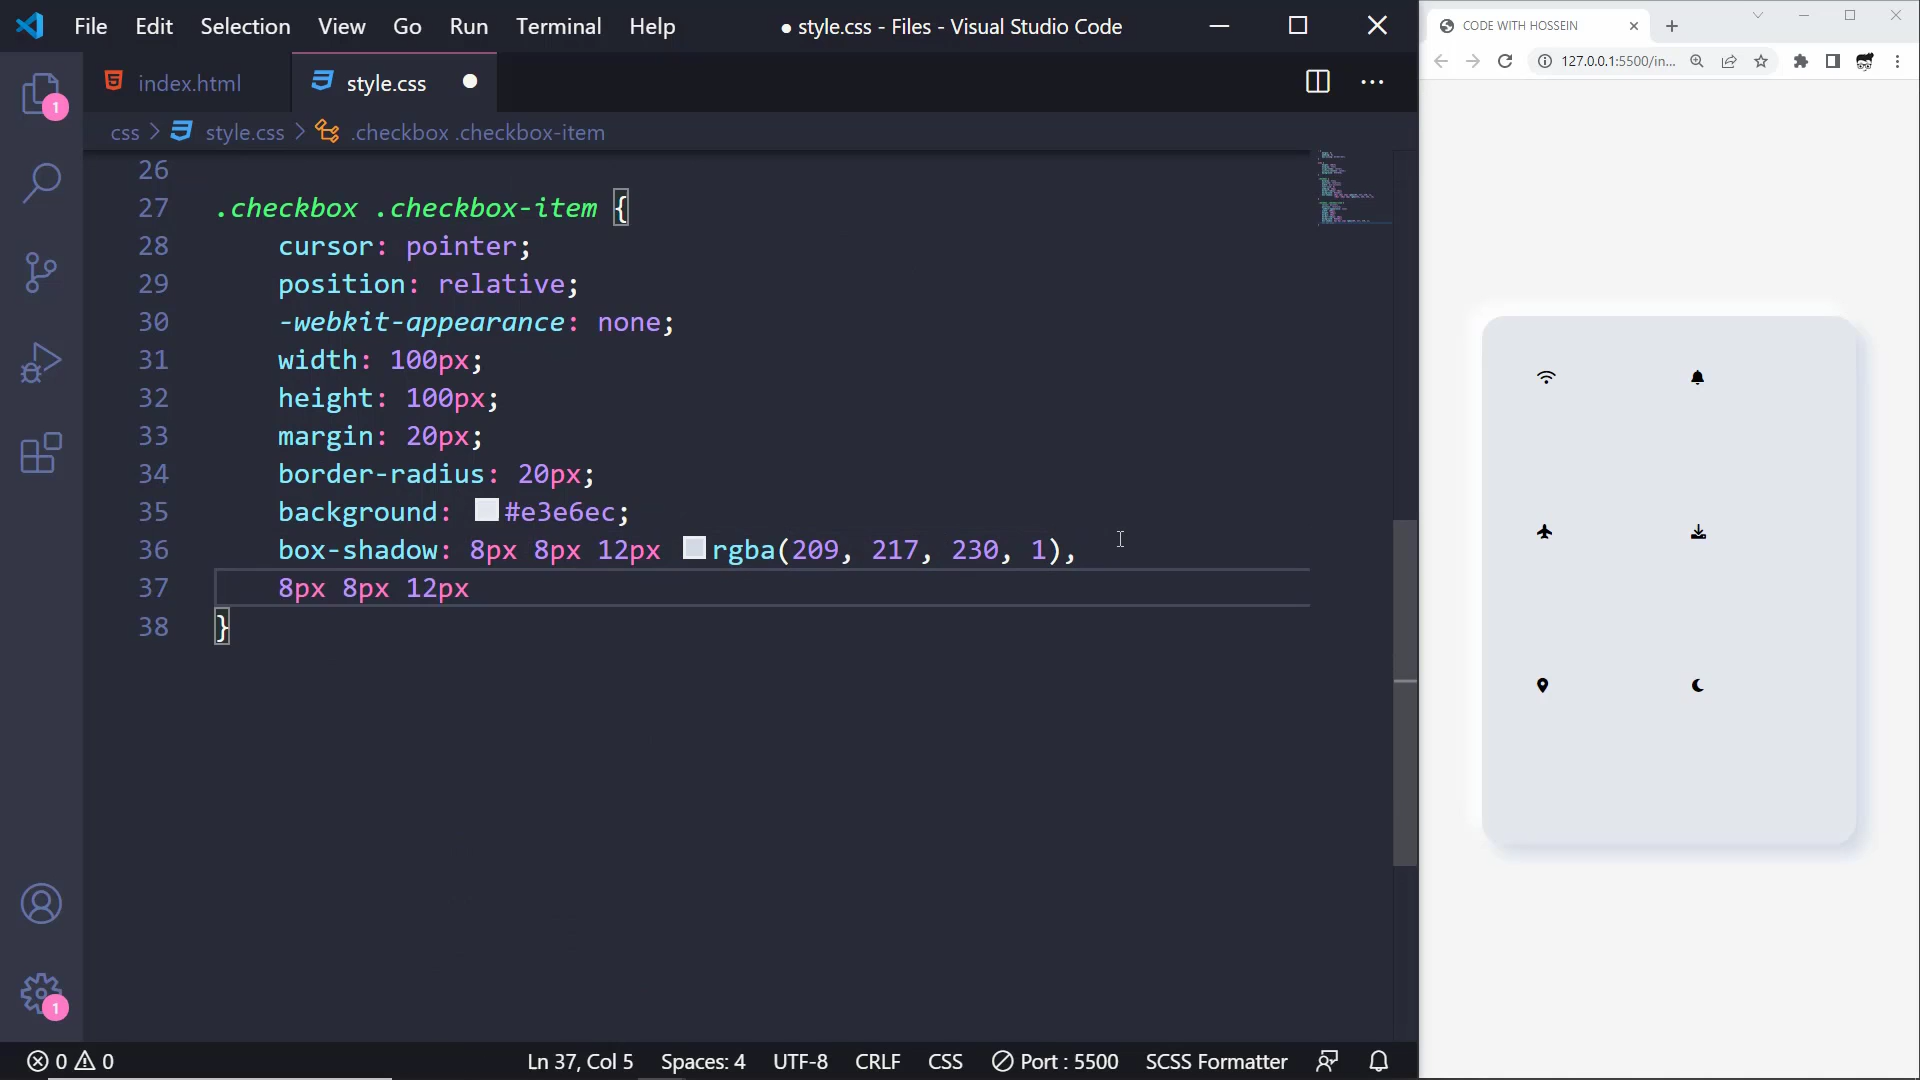 File Edit Selection View Go Run Terminal Help
● style.css - Files - Visual Studio Code
CODE WITH HOSSEIN
127.0.0.1:5500/in...
index.html
style.css
css > style.css > .checkbox .checkbox-item
26
27 .checkbox .checkbox-item {
28 cursor: pointer;
29 position: relative;
30 -webkit-appearance: none;
31 width: 100px;
32 height: 100px;
33 margin: 20px;
34 border-radius: 20px;
35 background: #e3e6ec;
36 box-shadow: 8px 8px 12px rgba(209, 217, 230, 1),
37 8px 8px 12px
38 }
1
1
0 0
Ln 37, Col 5 Spaces: 4 UTF-8 CRLF CSS Port : 5500 SCSS Formatter